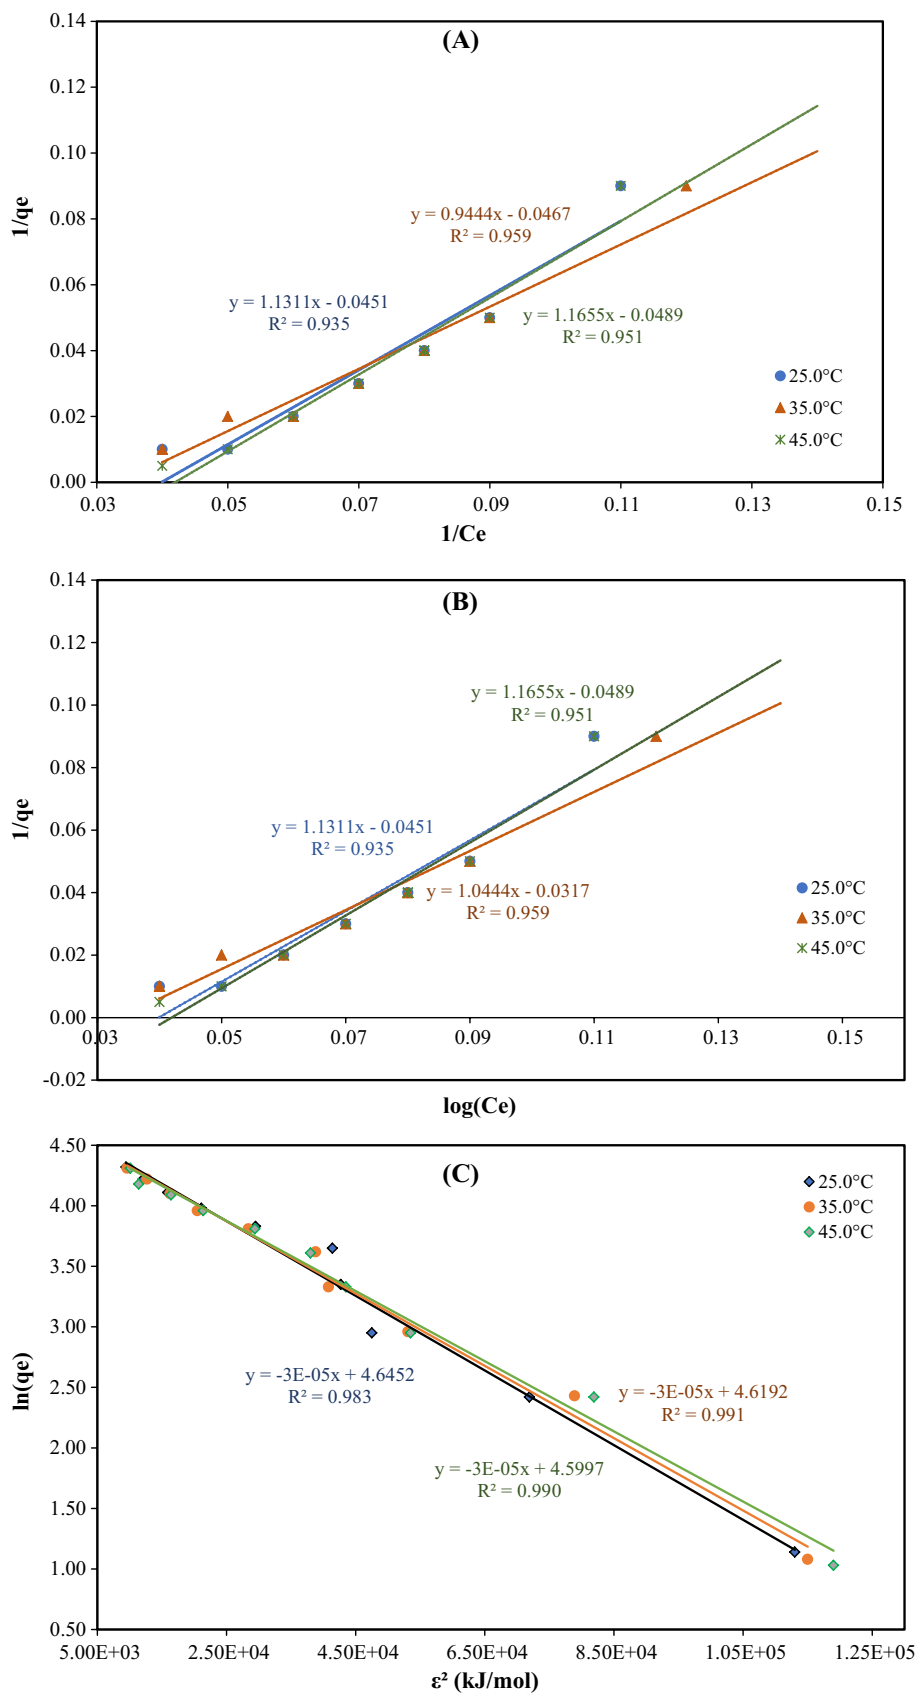 (A)
0.14
0.12
0.10
0.08
0.06
0.04
0.02
0.00
1/qe
y = 0.9444x - 0.0467
R² = 0.959
y = 1.1311x - 0.0451
R² = 0.935
y = 1.1655x - 0.0489
R² = 0.951
25.0°C
35.0°C
45.0°C
0.03 0.05 0.07 0.09 0.11 0.13 0.15
1/Ce
(B)
0.14
0.12
0.10
0.08
0.06
0.04
0.02
0.00
-0.02
1/qe
y = 1.1655x - 0.0489
R² = 0.951
y = 1.1311x - 0.0451
R² = 0.935
y = 1.0444x - 0.0317
R² = 0.959
25.0°C
35.0°C
45.0°C
0.03 0.05 0.07 0.09 0.11 0.13 0.15
log(Ce)
(C)
4.50
4.00
3.50
3.00
2.50
2.00
1.50
1.00
0.50
ln(qe)
25.0°C
35.0°C
45.0°C
y = -3E-05x + 4.6452
R² = 0.983
y = -3E-05x + 4.6192
R² = 0.991
y = -3E-05x + 4.5997
R² = 0.990
5.00E+03 2.50E+04 4.50E+04 6.50E+04 8.50E+04 1.05E+05 1.25E+05
ε² (kJ/mol)